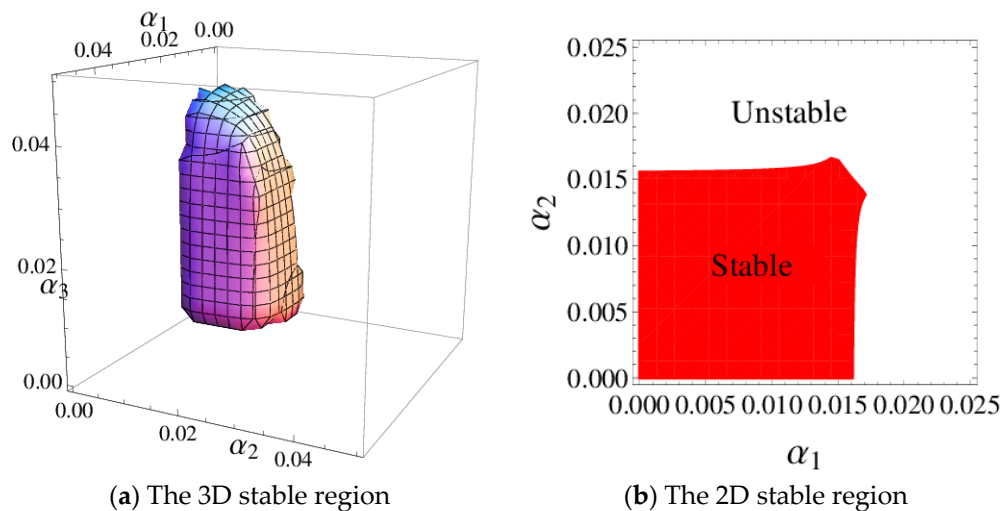 α1
0.00
0.02
0.04
0.04
0.02
α3
0.00
0.00
0.02
α2
0.04
(a) The 3D stable region
0.025
0.020
0.015
0.010
0.005
0.000
α2
Unstable
Stable
0.000 0.005 0.010 0.015 0.020 0.025
α1
(b) The 2D stable region